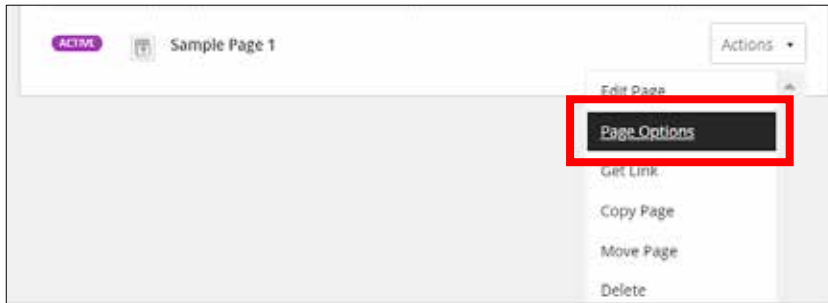 ACTIVE Sample Page 1 Actions
Edit Page
Page Options
Get Link
Copy Page
Move Page
Delete